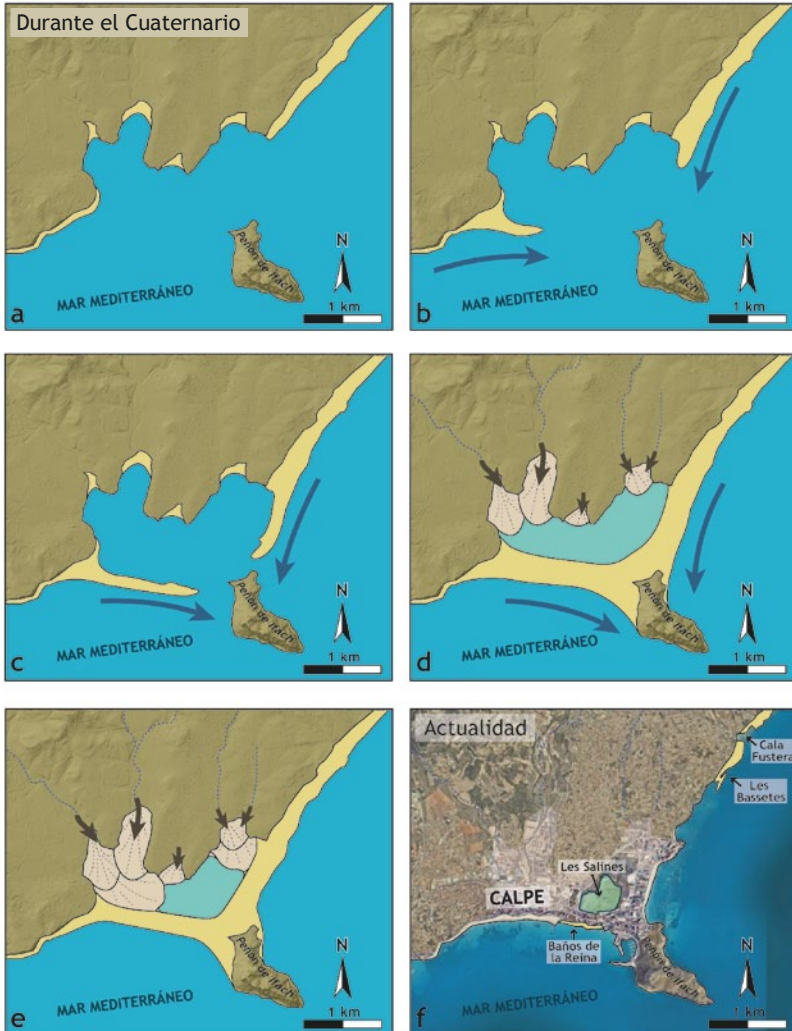 Durante el Cuaternario
Peñón de Ifach
N
MAR MEDITERRÁNEO
1 km
a
Peñón de Ifach
N
MAR MEDITERRÁNEO
1 km
b
Peñón de Ifach
N
MAR MEDITERRÁNEO
1 km
c
Peñón de Ifach
N
MAR MEDITERRÁNEO
1 km
d
Peñón de Ifach
N
MAR MEDITERRÁNEO
1 km
e
Actualidad
Cala
Fustera
Les
Bassetes
Les Salines
CALPE
Baños de
la Reina
Peñón de Ifach
N
MAR MEDITERRÁNEO
1 km
f